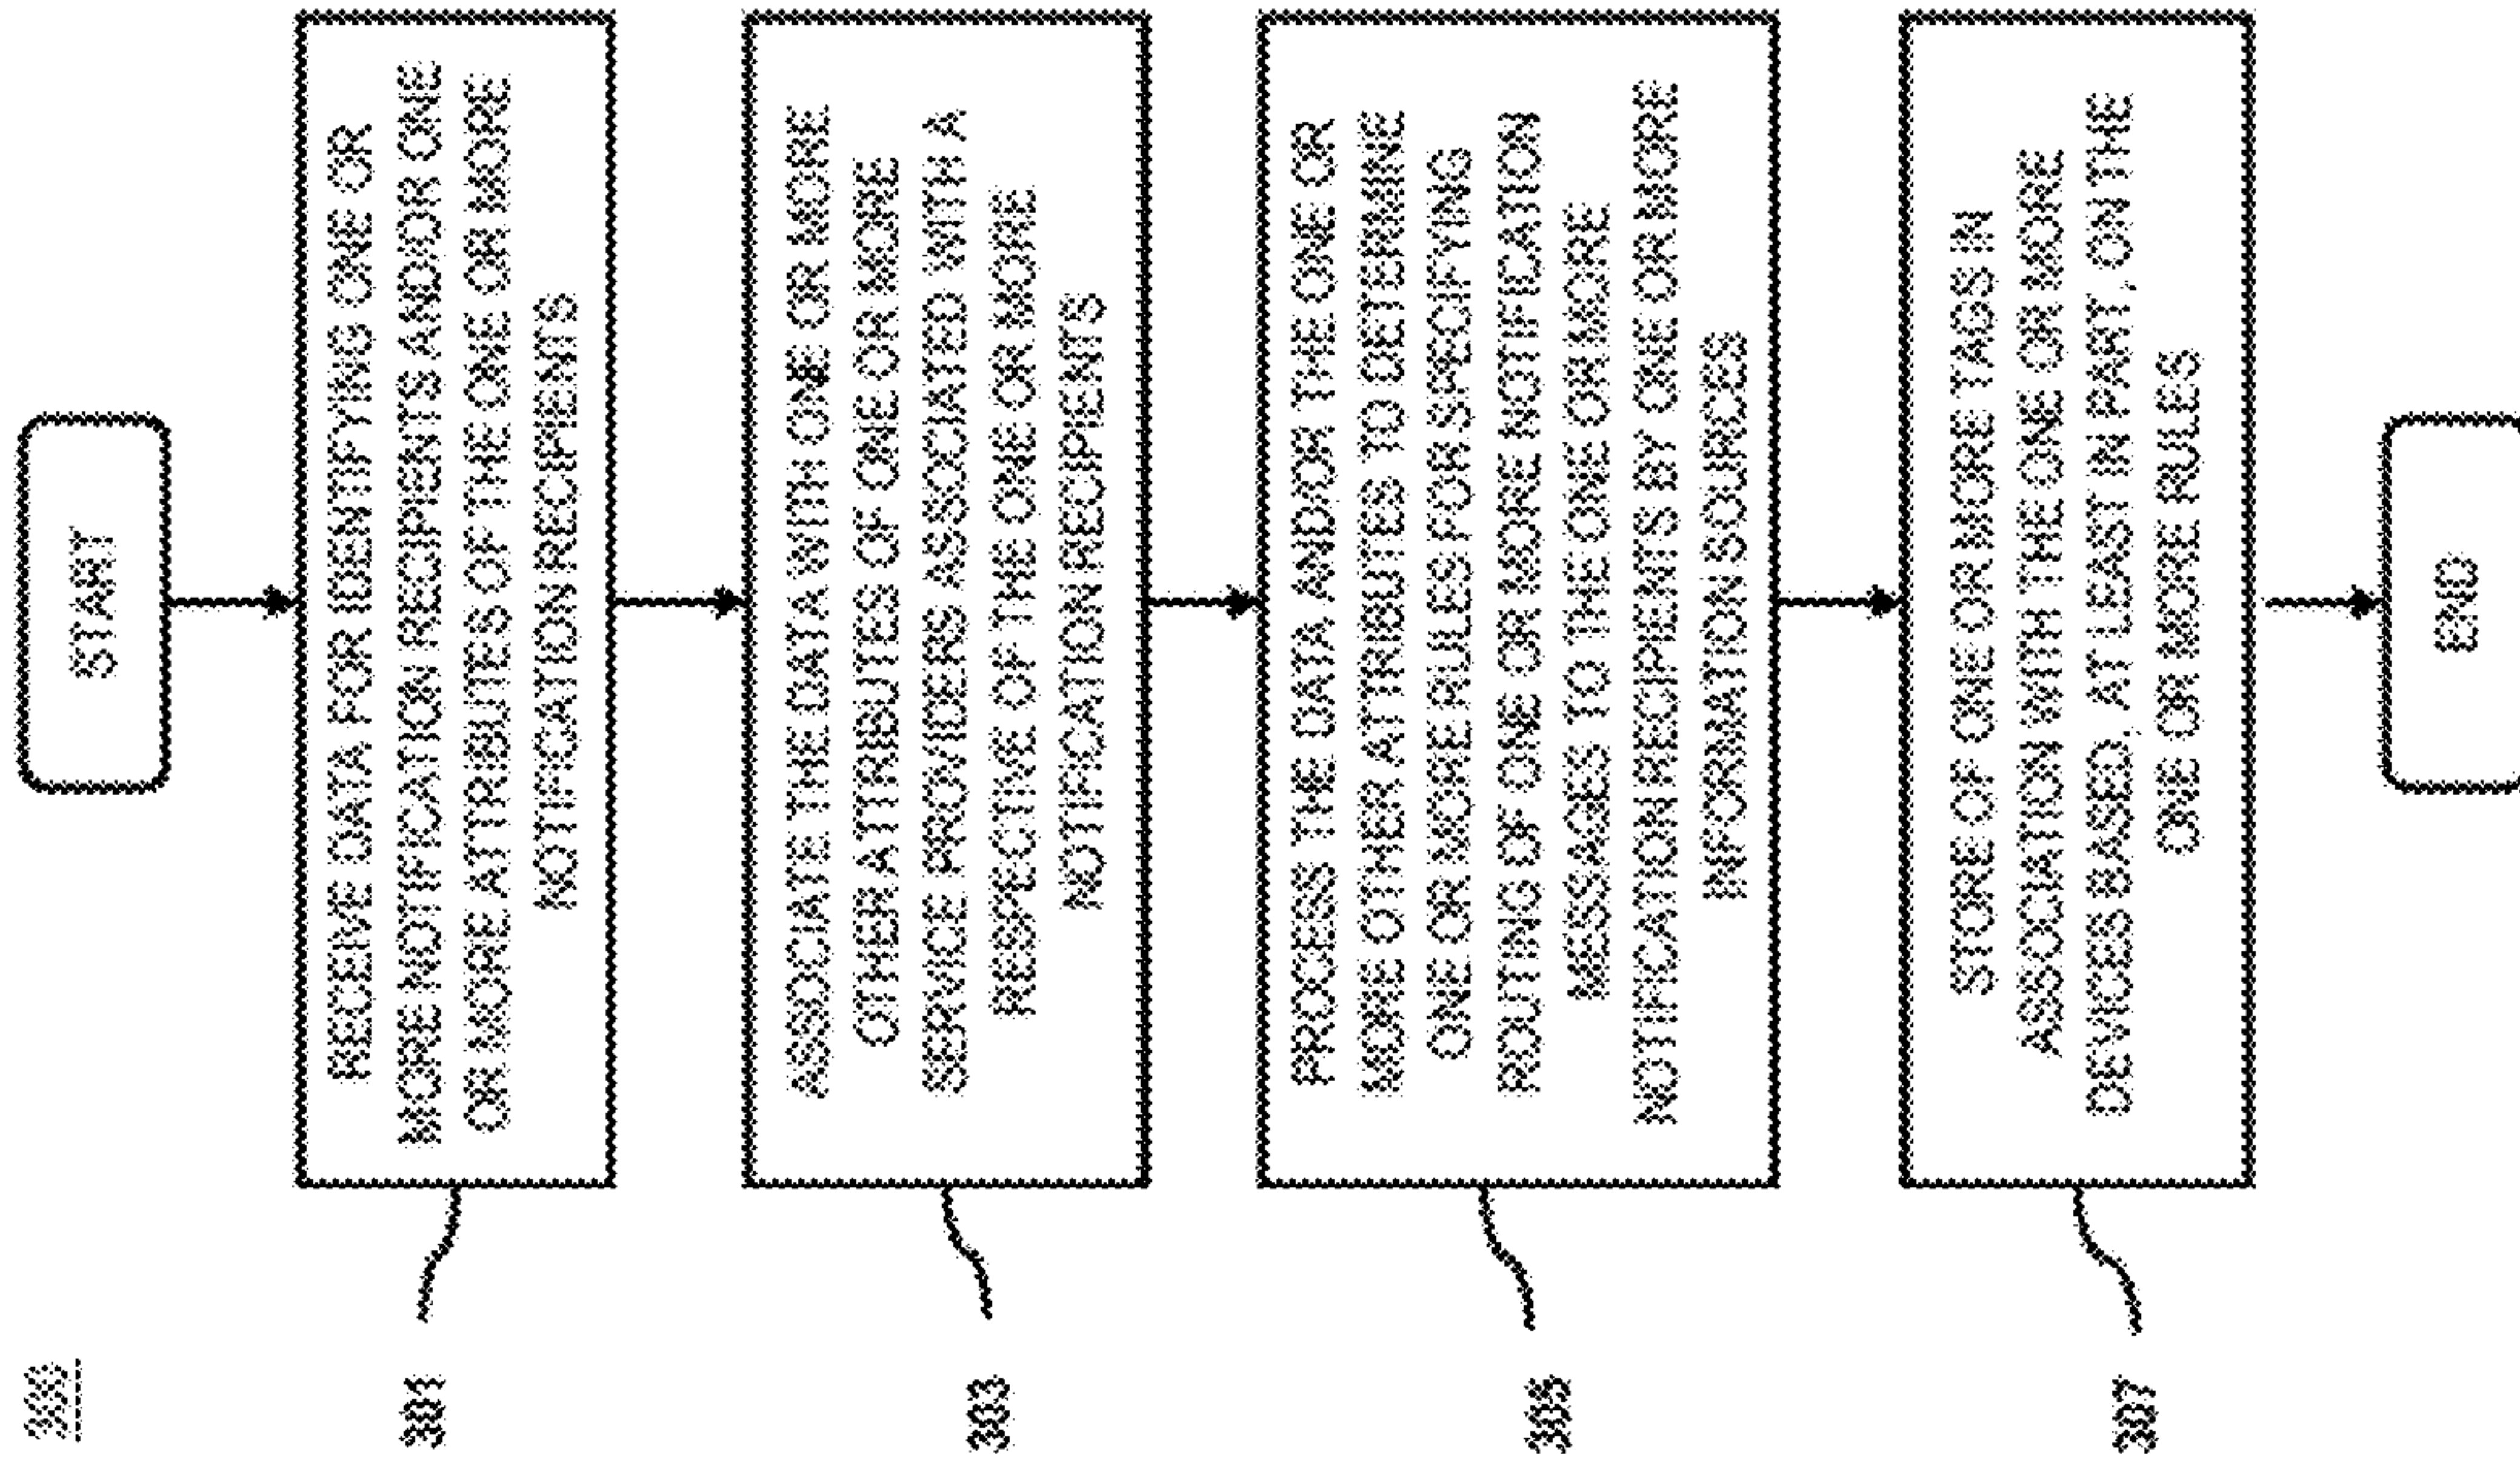 300
START
301
RECEIVE DATA FOR IDENTIFYING ONE OR
MORE NOTIFICATION RECIPIENTS AND/OR ONE
OR MORE ATTRIBUTES OF THE ONE OR MORE
NOTIFICATION RECIPIENTS
303
ASSOCIATE THE DATA WITH ONE OR MORE
OTHER ATTRIBUTES OF ONE OR MORE
SERVICE PROVIDERS ASSOCIATED WITH A
RESPECTIVE OF THE ONE OR MORE
NOTIFICATION RECIPIENTS
305
PROCESS THE DATA AND/OR THE ONE OR
MORE OTHER ATTRIBUTES TO DETERMINE
ONE OR MORE RULES FOR SPECIFYING
ROUTING OF ONE OR MORE NOTIFICATION
MESSAGES TO THE ONE OR MORE
NOTIFICATION RECIPIENTS BY ONE OR MORE
INFORMATION SOURCES
307
STORE OF ONE OR MORE TAGS IN
ASSOCIATION WITH THE ONE OR MORE
DEVICES BASED, AT LEAST IN PART, ON THE
ONE OR MORE RULES
END